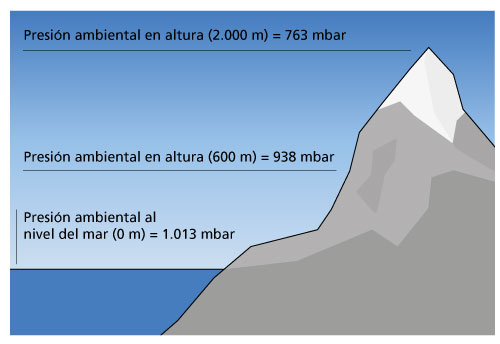 Presión ambiental en altura (2.000 m) = 763 mbar
Presión ambiental en altura (600 m) = 938 mbar
Presión ambiental al
nivel del mar (0 m) = 1.013 mbar